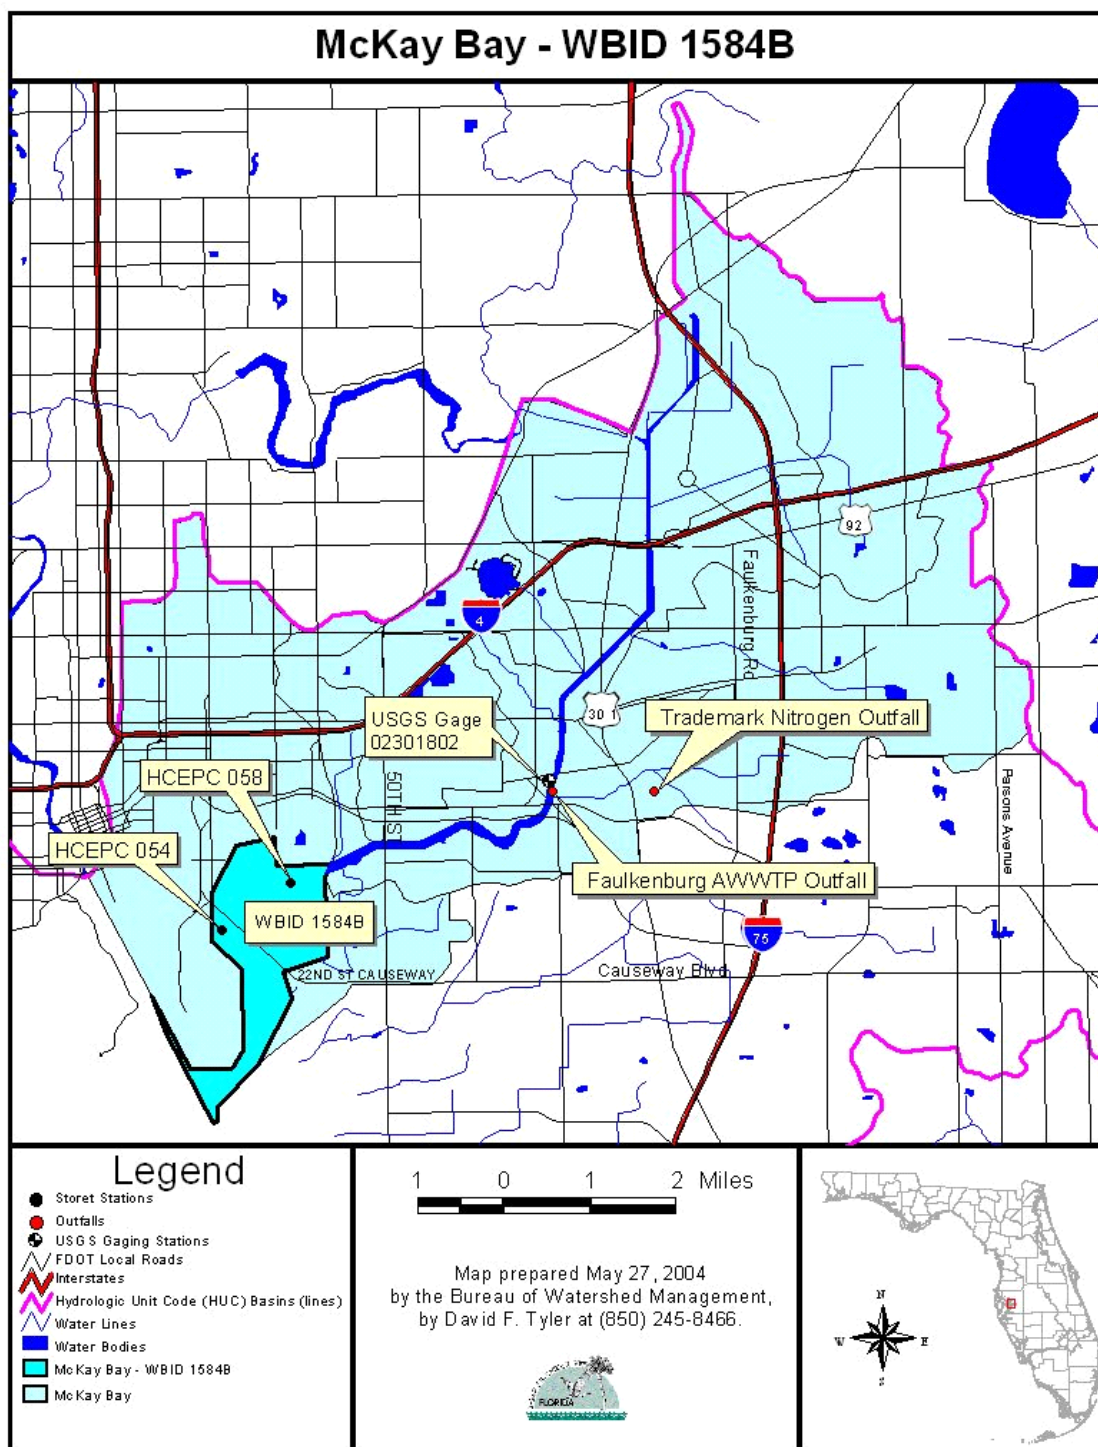 McKay Bay - WBID 1584B
92
Faulkenburg Rd
4
30 1
USGS Gage
02301802
Trademark Nitrogen Outfall
HCEPC 058
50TH ST
HCEPC 054
Parsons Avenue
Faulkenburg AWWTP Outfall
WBID 1584B
75
22ND ST CAUSEWAY
Causeway Blvd
Legend
Storet Stations
Outfalls
USGS Gaging Stations
FDOT Local Roads
Interstates
Hydrologic Unit Code (HUC) Basins (lines)
Water Lines
Water Bodies
McKay Bay - WBID 1584B
McKay Bay
1 0 1 2 Miles
Map prepared May 27, 2004
by the Bureau of Watershed Management,
by David F. Tyler at (850) 245-8466.
FLORIDA
N
W E
S